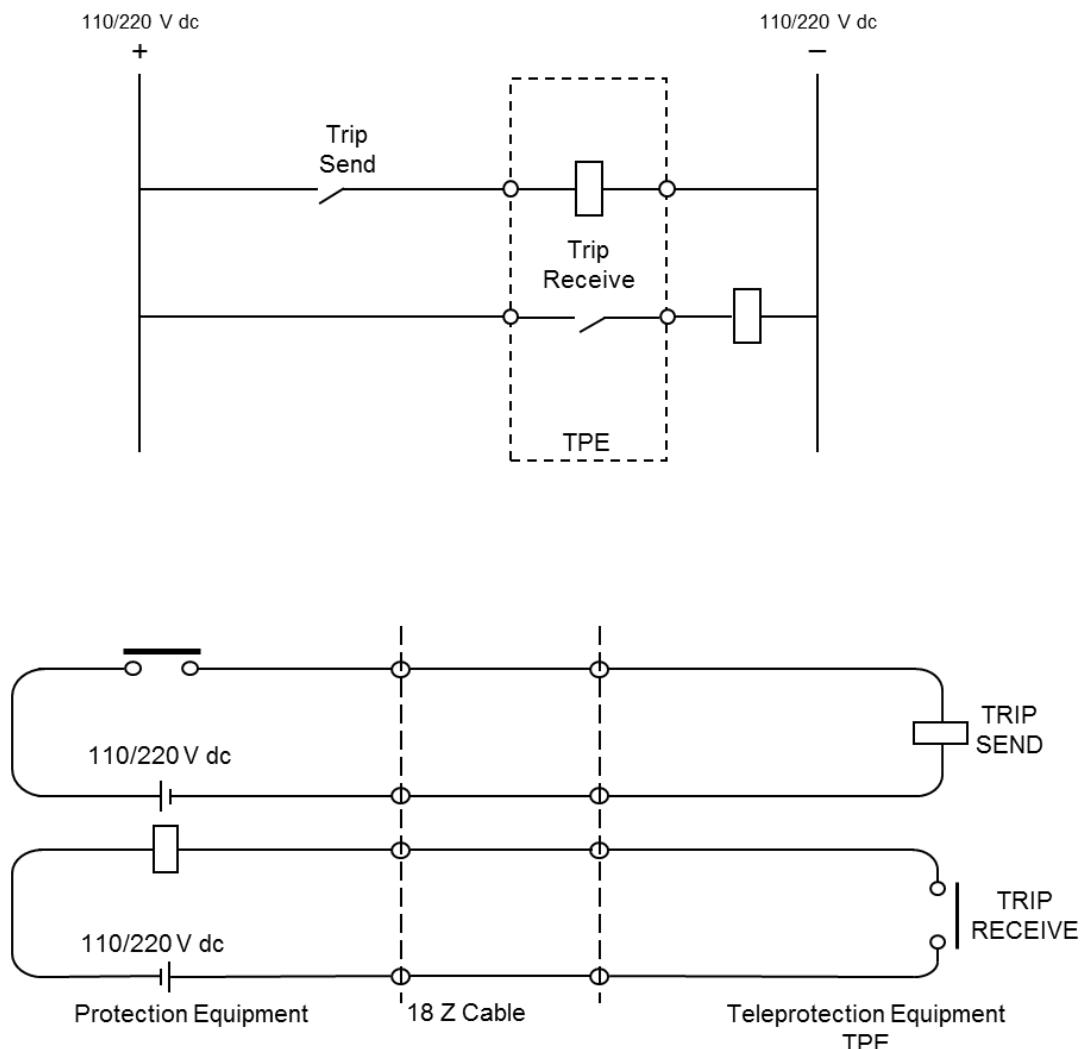 110/220 V dc
110/220 V dc
+
−
Trip
Send
Trip
Receive
TPE
TRIP
SEND
110/220 V dc
TRIP
RECEIVE
110/220 V dc
Protection Equipment
18 Z Cable
Teleprotection Equipment
TPE